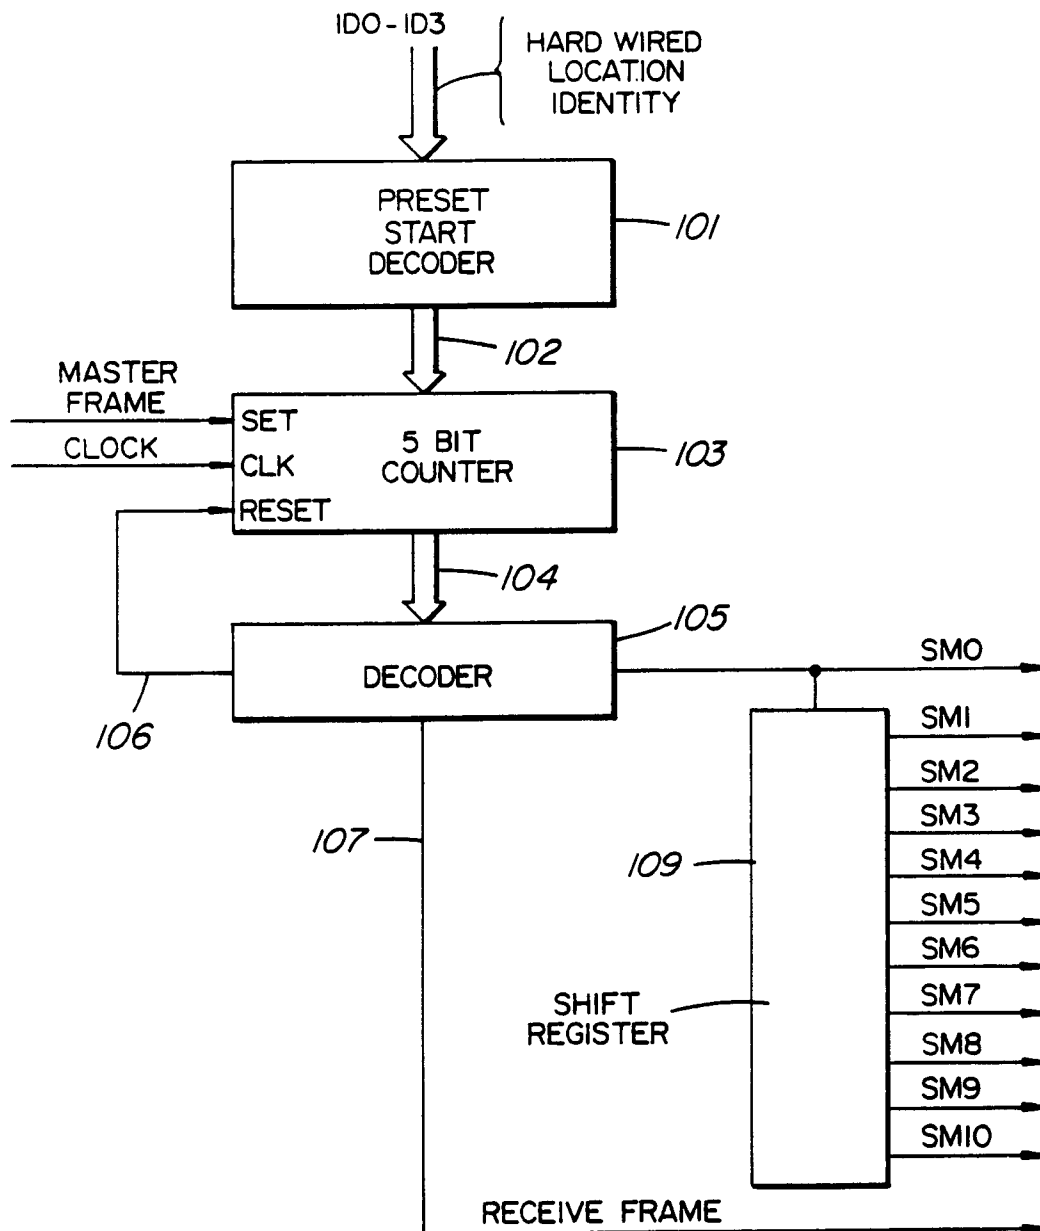 ID0-ID3
HARD WIRED
LOCATION
IDENTITY
PRESET
START
DECODER
101
102
MASTER
FRAME
SET
CLOCK
CLK
RESET
5 BIT
COUNTER
103
104
105
DECODER
106
107
SM0
SM1
SM2
SM3
SM4
SM5
SM6
SM7
SM8
SM9
SM10
109
SHIFT
REGISTER
RECEIVE FRAME